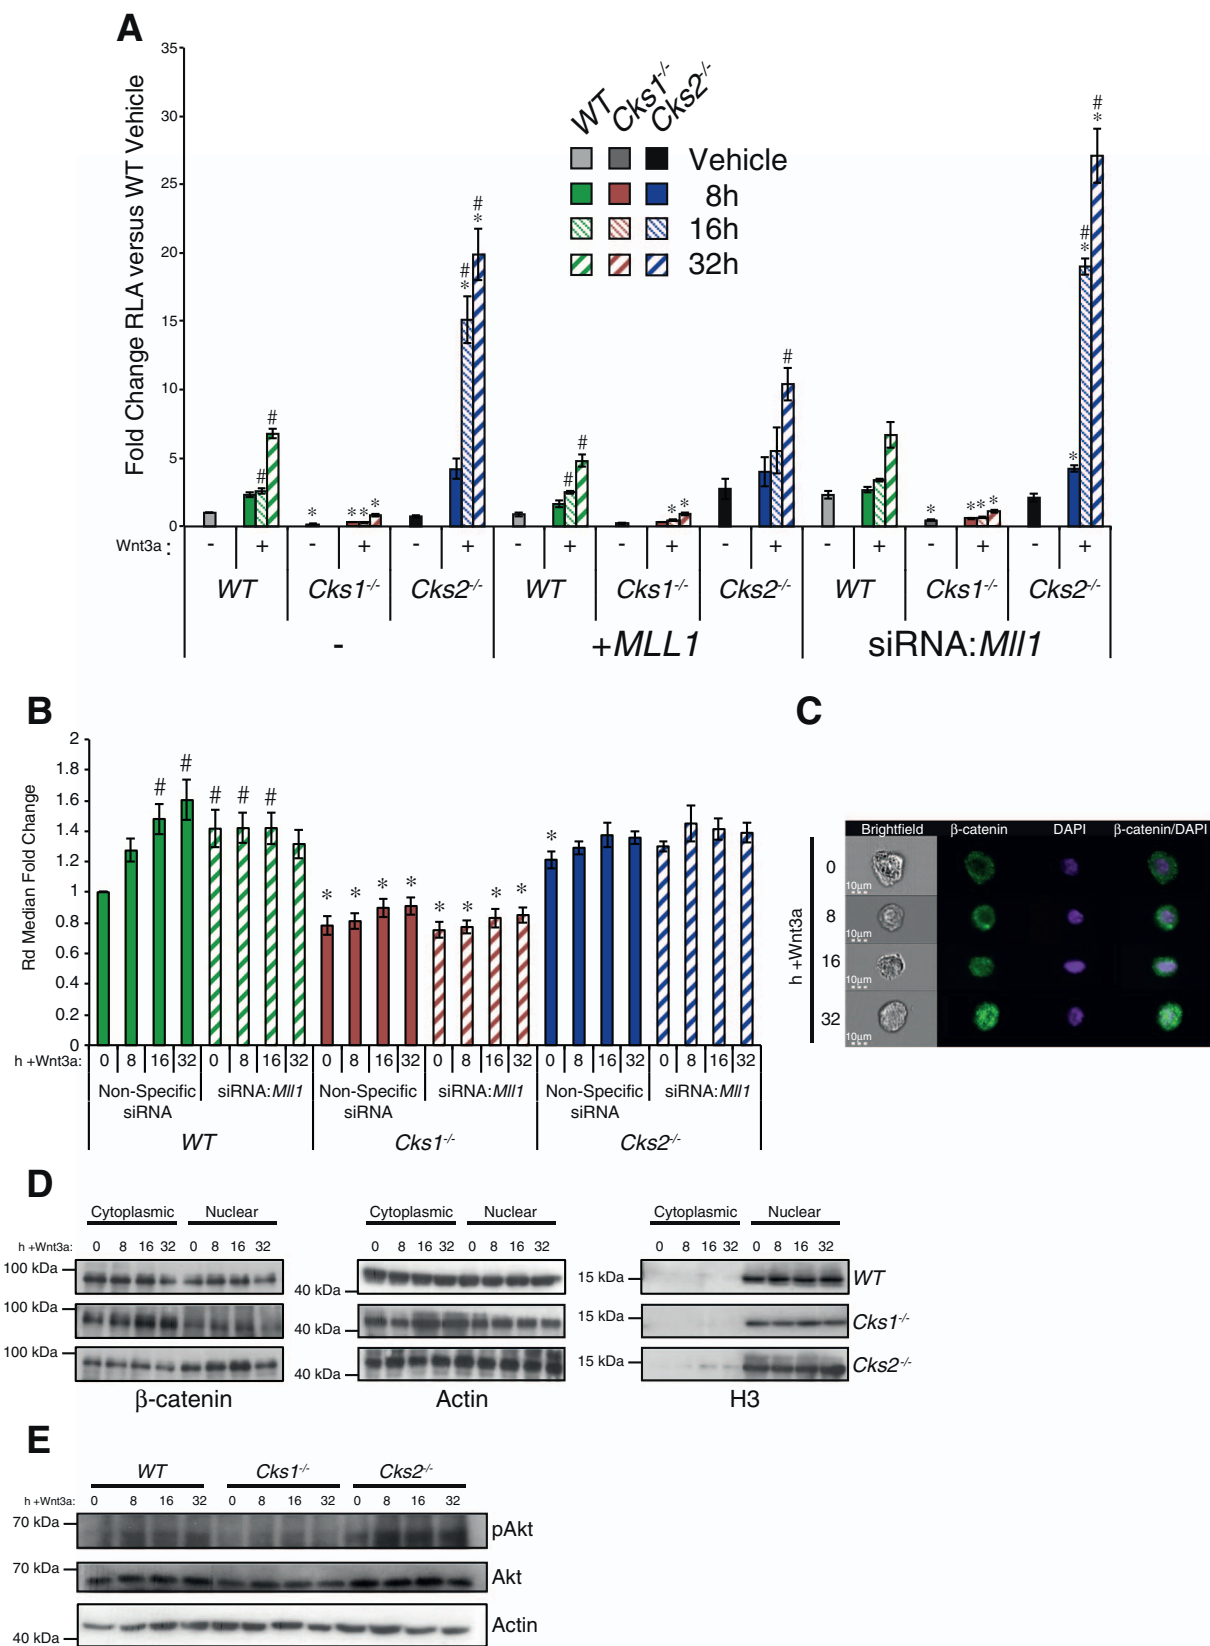 A
Fold Change RLA versus WT Vehicle
35
30
25
20
15
10
5
0
WT Cks1-/- Cks2-/-
Vehicle
8h
16h
32h
# # * # * # * * * * # * # * # # # * * # * * * * * # * # *
Wnt3a : - + - + - + - + - + - + - + - + - +
WT Cks1-/- Cks2-/- WT Cks1-/- Cks2-/- WT Cks1-/- Cks2-/-
- +MLL1 siRNA:Mll1
B
Rd Median Fold Change
2
1.8
1.6
1.4
1.2
1
0.8
0.6
0.4
0.2
0
# # # # # * * * * * * * * *
h +Wnt3a: 0 8 16 32 0 8 16 32 0 8 16 32 0 8 16 32 0 8 16 32 0 8 16 32
Non-Specific siRNA:Mll1 Non-Specific siRNA:Mll1 Non-Specific siRNA:Mll1
siRNA siRNA siRNA
WT Cks1-/- Cks2-/-
C
Brightfield β-catenin DAPI β-catenin/DAPI
h +Wnt3a
0
10μm
8
10μm
16
10μm
32
10μm
D
Cytoplasmic Nuclear Cytoplasmic Nuclear Cytoplasmic Nuclear
h +Wnt3a: 0 8 16 32 0 8 16 32 0 8 16 32 0 8 16 32 0 8 16 32 0 8 16 32
100 kDa 40 kDa 15 kDa WT
100 kDa 40 kDa 15 kDa Cks1-/-
100 kDa 40 kDa 15 kDa Cks2-/-
β-catenin Actin H3
E
WT Cks1-/- Cks2-/-
h +Wnt3a: 0 8 16 32 0 8 16 32 0 8 16 32
70 kDa pAkt
70 kDa Akt
40 kDa Actin